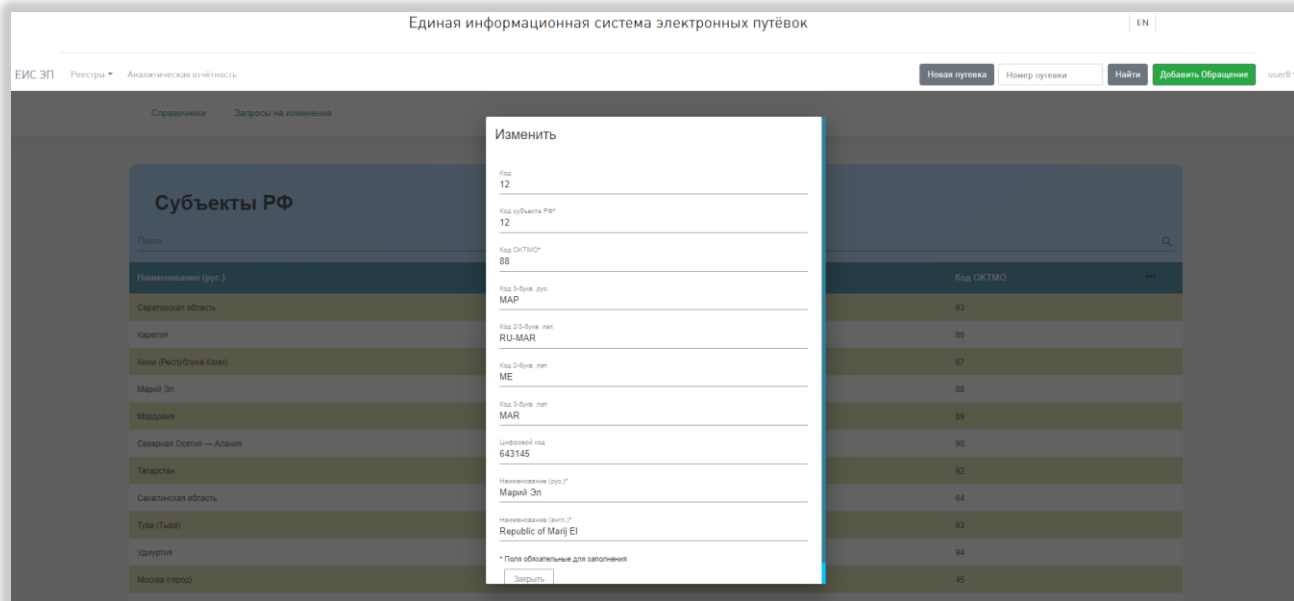 Единая информационная система электронных путёвок
EN
ЕИС ЭП Реестры Аналитическая отчётность Новая путевка Номер путевки Найти Добавить Обращение user8
Справочники Запросы на изменение
Изменить
Код
12
Код субъекта РФ*
12
Код ОКТМО*
88
Код 3-букв. рус.
МАР
Код 2/3-букв. лат.
RU-MAR
Код 2-букв. лат.
ME
Код 3-букв. лат.
MAR
Цифровой код
643145
Наименование (рус.)*
Марий Эл
Наименование (англ.)*
Republic of Marij El
* Поля обязательные для заполнения
Закрыть
Субъекты РФ
Поиск
Наименование (рус.) Код ОКТМО ...
Саратовская область 63
Карелия 86
Коми (Республика Коми) 87
Марий Эл 88
Мордовия 89
Северная Осетия — Алания 90
Татарстан 92
Сахалинская область 64
Тува (Тыва) 93
Удмуртия 94
Москва (город) 45